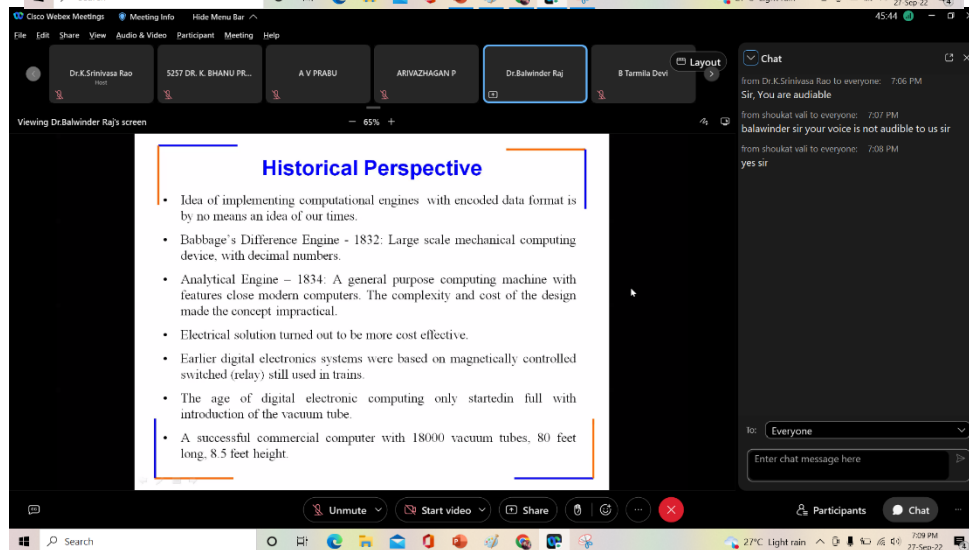 Search
27°C Light rain
27-Sep-22
Cisco Webex Meetings
Meeting Info
Hide Menu Bar
45:44
File Edit Share View Audio & Video Participant Meeting Help
Dr.K.Srinivasa Rao
Host
5257 DR. K. BHANU PR...
A V PRABU
ARIVAZHAGAN P
Dr.Balwinder Raj
B Tarmila Devi
Layout
Viewing Dr.Balwinder Raj's screen
− 65% +
Historical Perspective
• Idea of implementing computational engines with encoded data format is
by no means an idea of our times.
• Babbage's Difference Engine - 1832: Large scale mechanical computing
device, with decimal numbers.
• Analytical Engine – 1834: A general purpose computing machine with
features close modern computers. The complexity and cost of the design
made the concept impractical.
• Electrical solution turned out to be more cost effective.
• Earlier digital electronics systems were based on magnetically controlled
switched (relay) still used in trains.
• The age of digital electronic computing only startedin full with
introduction of the vacuum tube.
• A successful commercial computer with 18000 vacuum tubes, 80 feet
long, 8.5 feet height.
Chat
from Dr.K.Srinivasa Rao to everyone: 7:06 PM
Sir, You are audiable
from shoukat vali to everyone: 7:07 PM
balawinder sir your voice is not audible to us sir
from shoukat vali to everyone: 7:08 PM
yes sir
To: Everyone
Enter chat message here
Unmute
Start video
Share
Participants
Chat
Search
27°C Light rain
7:09 PM
27-Sep-22